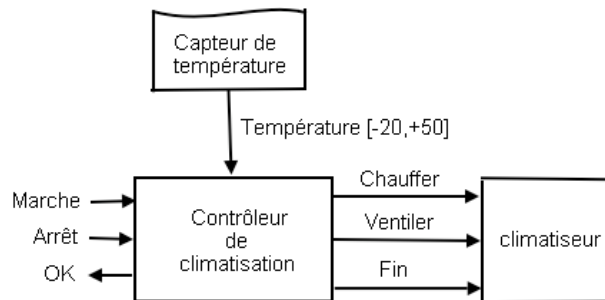 Capteur de
température
Température [-20,+50]
Marche
Arrêt
OK
Contrôleur
de
climatisation
Chauffer
Ventiler
Fin
climatiseur